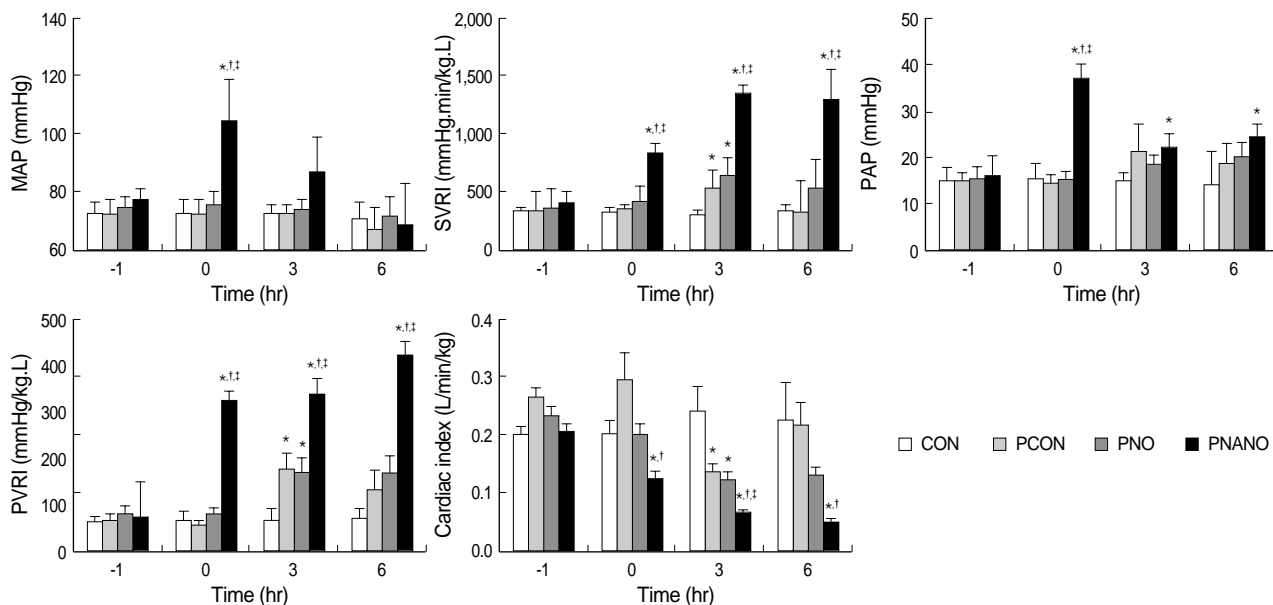 MAP (mmHg)
140
120
100
80
60
*,†,‡
-1 0 3 6
Time (hr)
SVRI (mmHg.min/kg.L)
2,000
1,500
1,000
500
0
*,†,‡
* *
*,†,‡
*,†,‡
-1 0 3 6
Time (hr)
PAP (mmHg)
50
40
30
20
10
0
*,†,‡
*
*
-1 0 3 6
Time (hr)
PVRI (mmHg/kg.L)
500
400
300
200
100
0
*,†,‡
* *
*,†,‡
*,†,‡
-1 0 3 6
Time (hr)
Cardiac index (L/min/kg)
0.4
0.3
0.2
0.1
0.0
*,†
* *
*,†,‡
*,†
-1 0 3 6
Time (hr)
CON PCON PNO PNANO